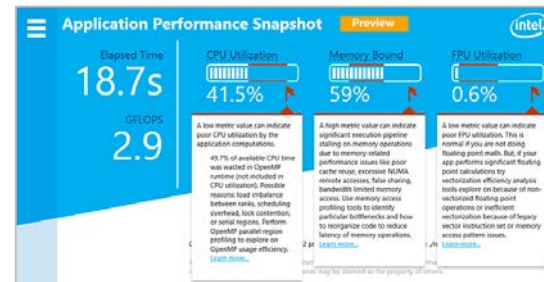 Application Performance Snapshot Preview intel
Elapsed Time
18.7s
GFLOPS
2.9
CPU Utilization
41.5%
A low metric value can indicate
poor CPU utilization by the
application computations.
49.7% of available CPU time
was wasted in OpenMP
runtime (not included in
CPU utilization). Possible
reasons: load imbalance
between ranks, scheduling
overhead, lock contention,
or serial regions. Perform
OpenMP parallel region
profiling to explore on
OpenMP usage efficiency.
Learn more...
Memory Bound
59%
A high metric value can indicate
significant execution pipeline
stalling on memory operations
due to memory related
performance issues like poor
cache reuse, excessive NUMA
remote accesses, false sharing,
bandwidth limited memory
access. Use memory access
profiling tools to identify
particular bottlenecks and how
to reorganize code to reduce
latency of memory operations.
Learn more...
FPU Utilization
0.6%
A low metric value can indicate
poor FPU utilization. This is
normal if you are not doing
floating point math. But, if your
app performs significant floating
point calculations try
vectorization efficiency analysis
tools explore on because of non-
vectorized floating point
operations or inefficient
vectorization because of legacy
vector instruction set or memory
access pattern issues.
Learn more...
may be claimed as the property of others.